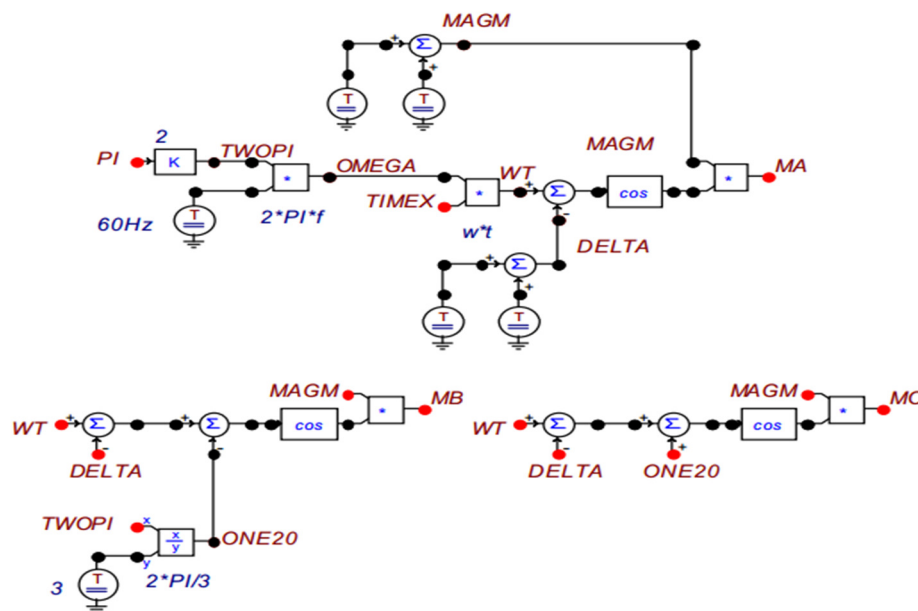 MAGM
+ Σ
+
T T
2
PI K TWOPI
* OMEGA
MAGM
WT + Σ cos * MA
TIMEX *
-
60Hz T 2*PI*f
w*t
DELTA
+ Σ
+
T T
MAGM MB
*
WT + Σ + Σ cos
- -
DELTA
TWOPI x
x
y
ONE20
y
3 T 2*PI/3
MAGM MC
*
WT + Σ + Σ cos
- +
DELTA ONE20